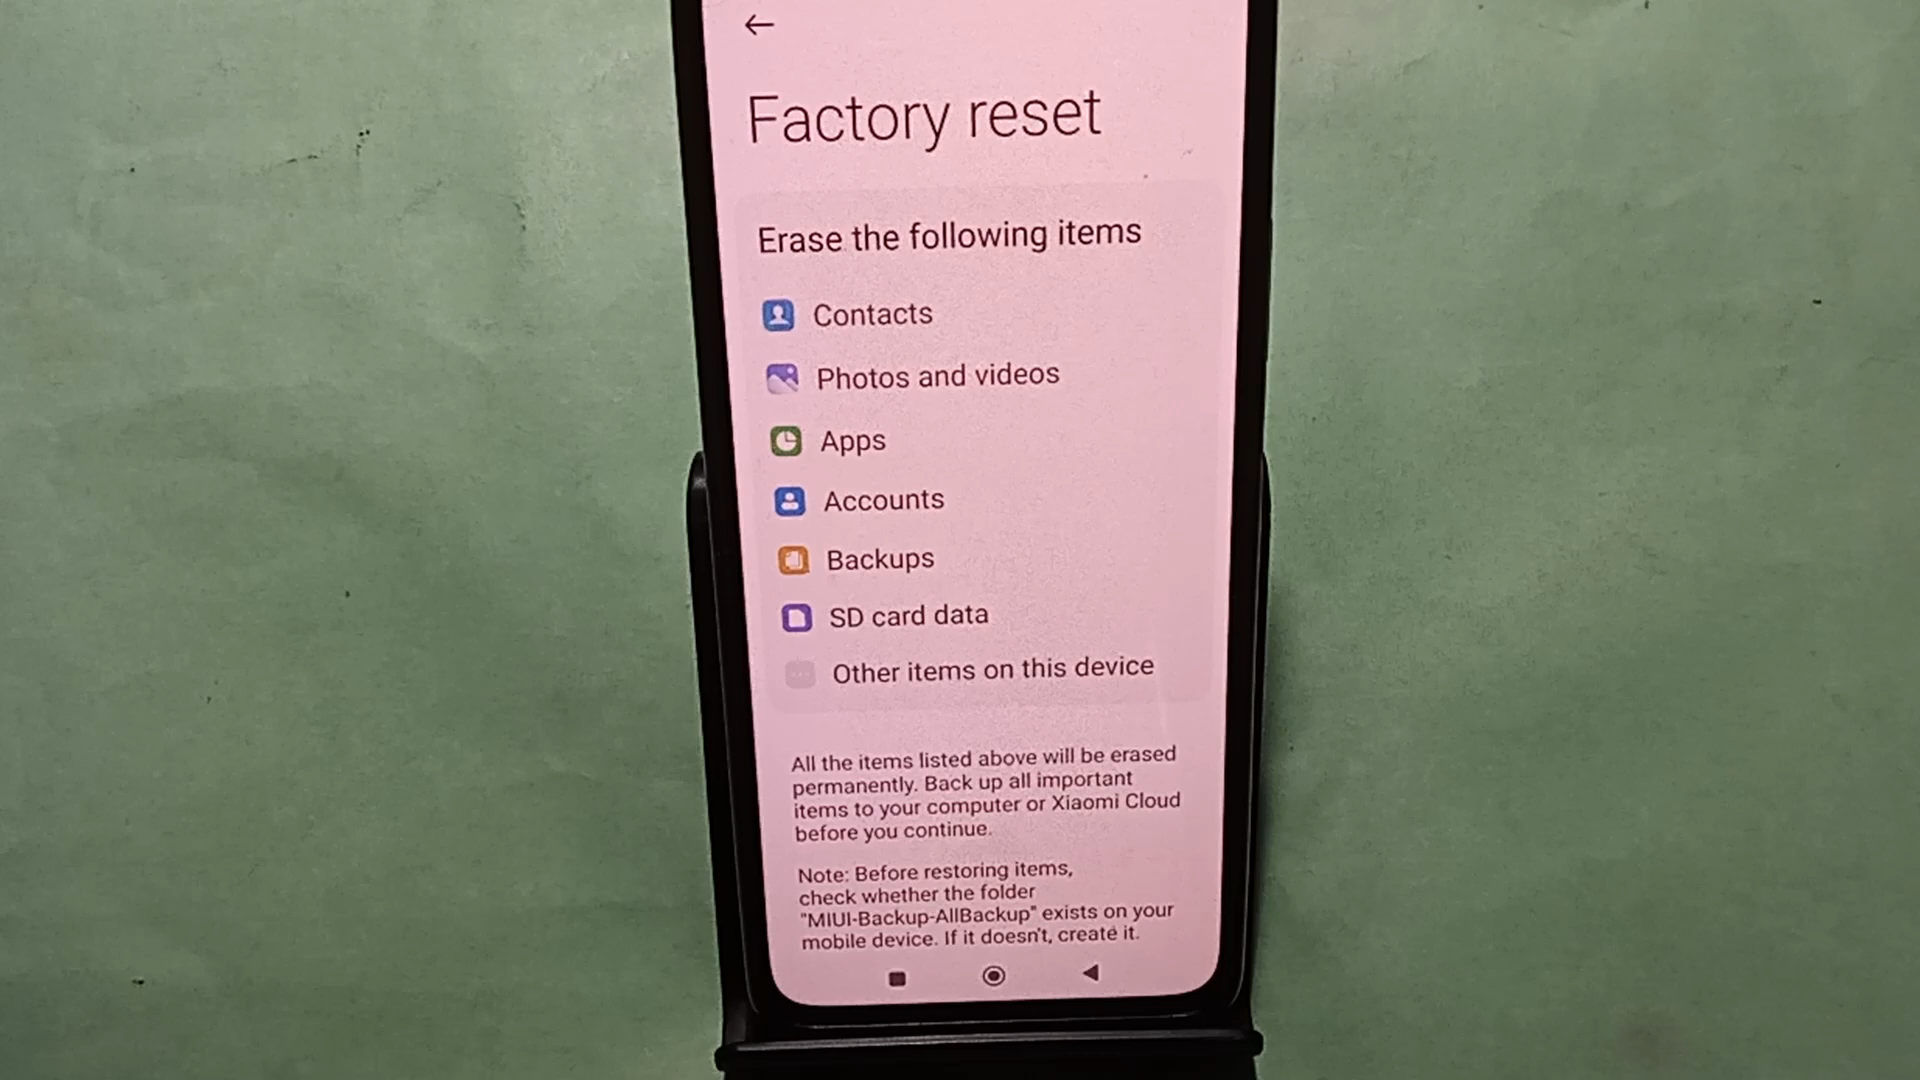 Factory reset
Erase the following items
Contacts
Photos and videos
Apps
Accounts
Backups
SD card data
Other items on this device
All the items listed above will be erased
permanently. Back up all important
items to your computer or Xiaomi Cloud
before you continue.
Note: Before restoring items,
check whether the folder
"MIUI-Backup-AllBackup" exists on your
mobile device. If it doesn't, create it.